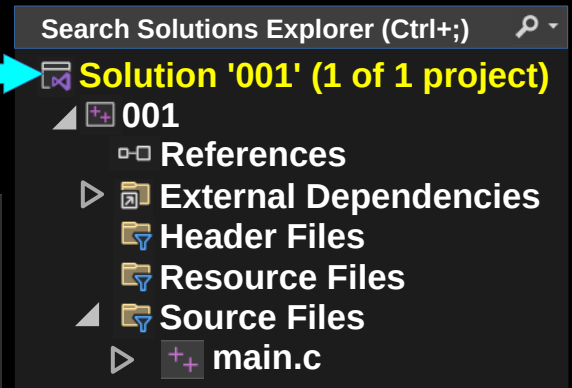 Search Solutions Explorer (Ctrl+;)
Solution '001' (1 of 1 project)
001
References
External Dependencies
Header Files
Resource Files
Source Files
main.c